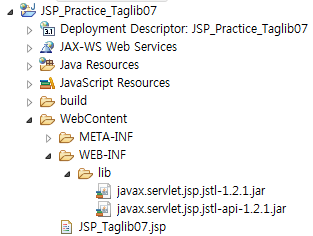 JSP_Practice_Taglib07
Deployment Descriptor: JSP_Practice_Taglib07
JAX-WS Web Services
Java Resources
JavaScript Resources
build
WebContent
META-INF
WEB-INF
lib
javax.servlet.jsp.jstl-1.2.1.jar
javax.servlet.jsp.jstl-api-1.2.1.jar
JSP_Taglib07.jsp